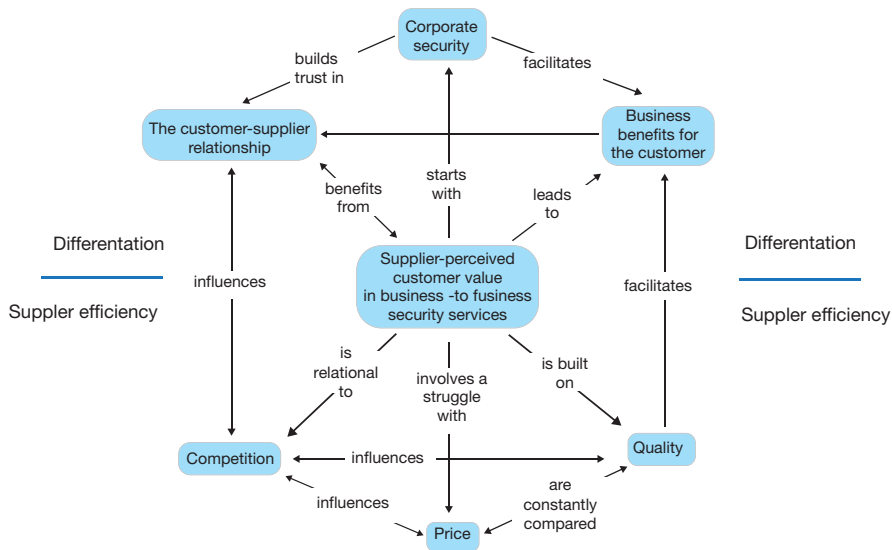 Corporate
security
builds
trust in
facilitates
The customer-supplier
relationship
Business
benefits for
the customer
starts
with
benefits
from
leads
to
Differentation
Suppler efficiency
influences
Supplier-perceived
customer value
in business -to fusiness
security services
facilitates
Differentation
Suppler efficiency
is
relational
to
involves a
struggle
with
is built
on
Competition
influences
Quality
influences
are
constantly
compared
Price